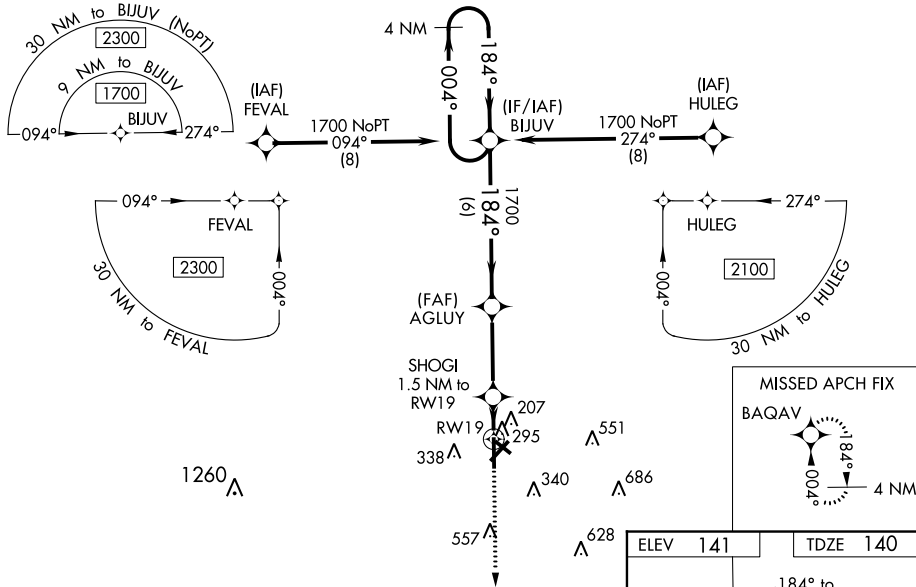 30 NM to BIJUV (NoPT)
2300
9 NM to BIJUV
1700
BIJUV
094°
274°
4 NM
184°
004°
(IAF)
FEVAL
1700 NoPT
094°
(8)
(IF/IAF)
BIJUV
1700 NoPT
274°
(8)
(IAF)
HULEG
1700
184°
(6)
094°
FEVAL
2300
004°
30 NM to FEVAL
274°
HULEG
2100
004°
30 NM to HULEG
(FAF)
AGLUY
SHOGI
1.5 NM to
RW19
RW19
207
295
338
551
340
686
1260
557
628
MISSED APCH FIX
BAQAV
184°
004°
4 NM
ELEV 141
TDZE 140
184° to